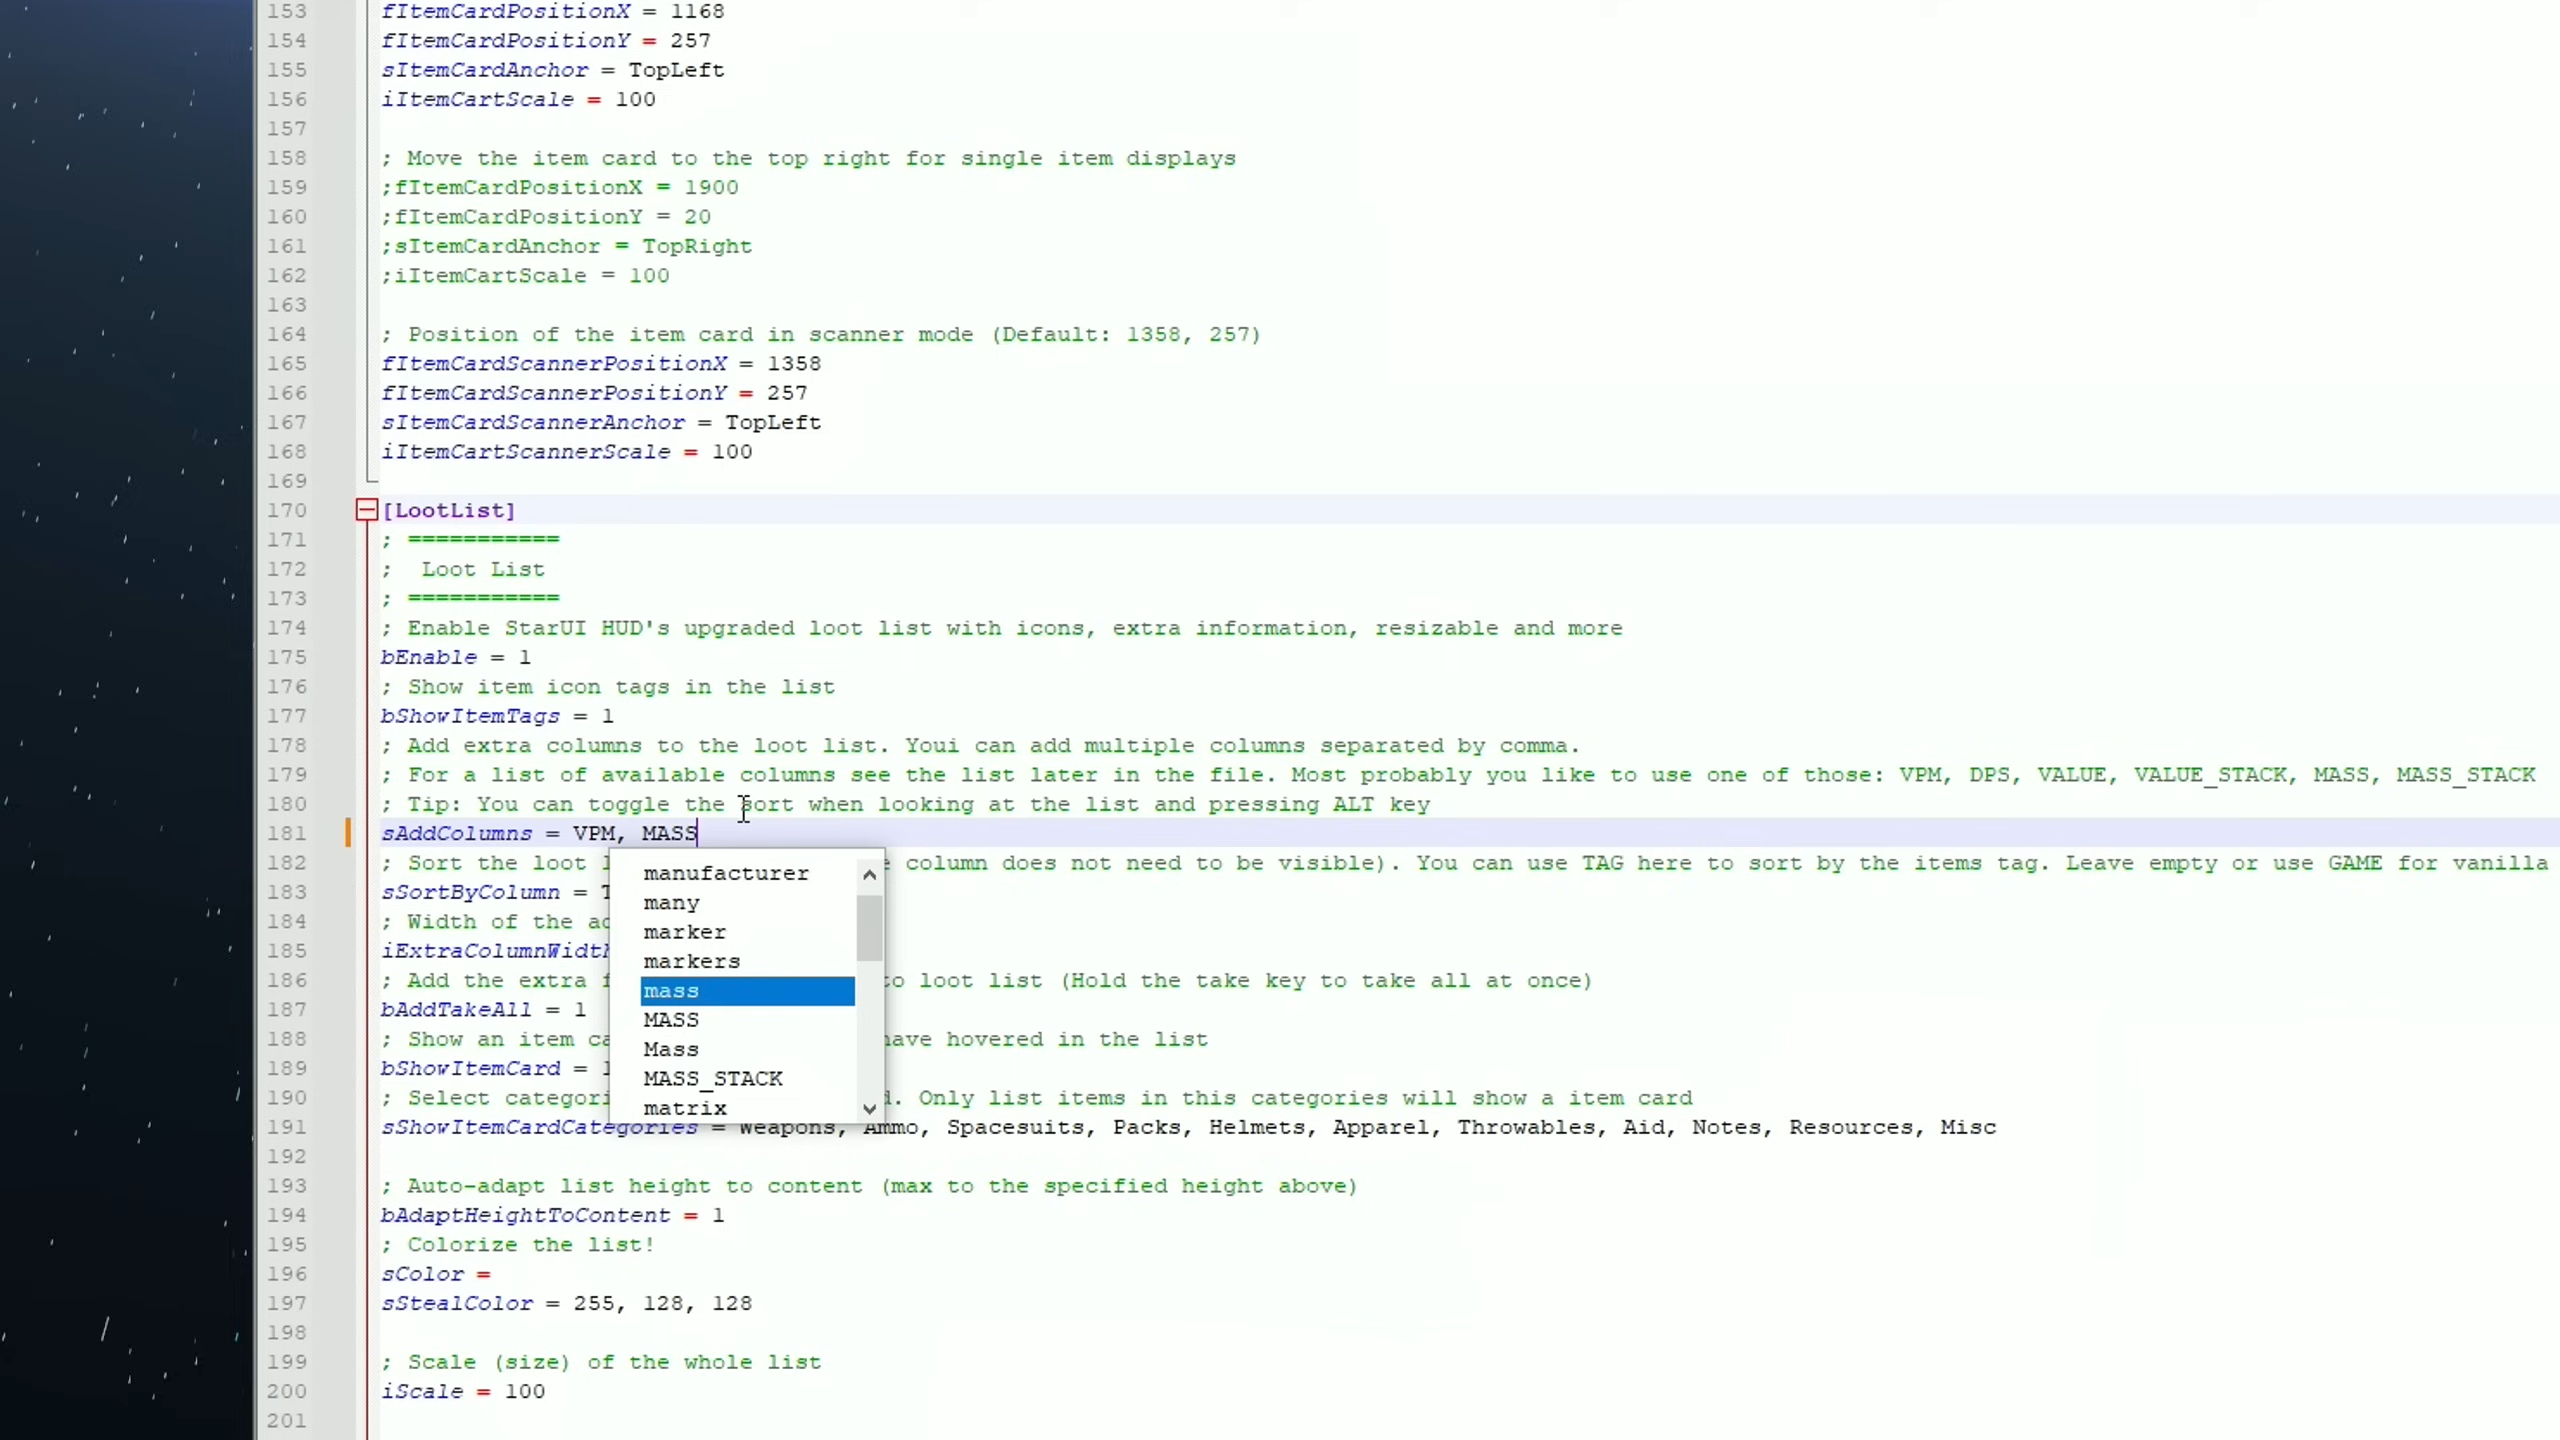 153 fItemCardPositionX = 1168
154 fItemCardPositionY = 257
155 sItemCardAnchor = TopLeft
156 iItemCartScale = 100
157
158 ; Move the item card to the top right for single item displays
159 ;fItemCardPositionX = 1900
160 ;fItemCardPositionY = 20
161 ;sItemCardAnchor = TopRight
162 ;iItemCartScale = 100
163
164 ; Position of the item card in scanner mode (Default: 1358, 257)
165 fItemCardScannerPositionX = 1358
166 fItemCardScannerPositionY = 257
167 sItemCardScannerAnchor = TopLeft
168 iItemCartScannerScale = 100
169
170 [LootList]
171 ; ===========
172 ;  Loot List
173 ; ===========
174 ; Enable StarUI HUD's upgraded loot list with icons, extra information, resizable and more
175 bEnable = 1
176 ; Show item icon tags in the list
177 bShowItemTags = 1
178 ; Add extra columns to the loot list. Youi can add multiple columns separated by comma.
179 ; For a list of available columns see the list later in the file. Most probably you like to use one of those: VPM, DPS, VALUE, VALUE_STACK, MASS, MASS_STACK
180 ; Tip: You can toggle the sort when looking at the list and pressing ALT key
181 sAddColumns = VPM, MASS
182 ; Sort the loot column does not need to be visible). You can use TAG here to sort by the items tag. Leave empty or use GAME for vanilla
183 sSortByColumn =
184 ; Width of the
185 iExtraColumnWidth
186 ; Add the extra loot list (Hold the take key to take all at once)
187 bAddTakeAll = 1
188 ; Show an item have hovered in the list
189 bShowItemCard =
190 ; Select Only list items in this categories will show a item card
191 sShowItemCardCategories = Weapons, Ammo, Spacesuits, Packs, Helmets, Apparel, Throwables, Aid, Notes, Resources, Misc
192
193 ; Auto-adapt list height to content (max to the specified height above)
194 bAdaptHeightToContent = 1
195 ; Colorize the list!
196 sColor =
197 sStealColor = 255, 128, 128
198
199 ; Scale (size) of the whole list
200 iScale = 100
201
manufacturer
many
marker
markers
mass
MASS
Mass
MASS_STACK
matrix